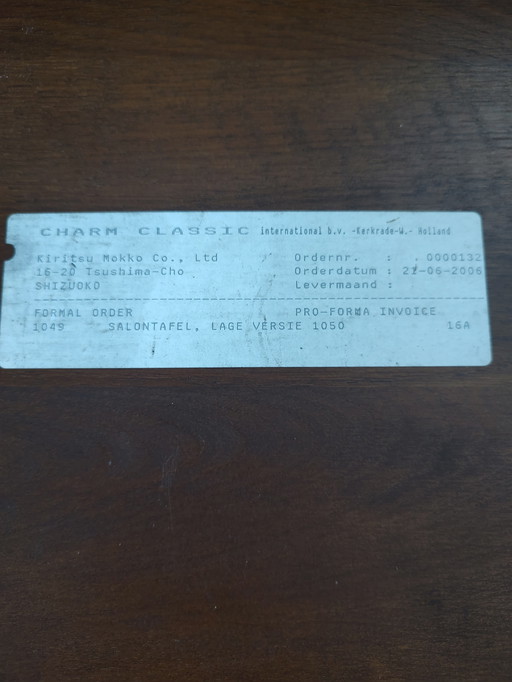 CHARM CLASSIC international b.v. -Kerkrade-W.- Holland
Kiritsu Mokko Co., Ltd Ordernr. : . 0000132
16-20 Tsushima-Cho Orderdatum : 21-06-2006
SHIZUOKO Levermaand :
FORMAL ORDER PRO-FORMA INVOICE
1049 SALONTAFEL, LAGE VERSIE 1050 16A